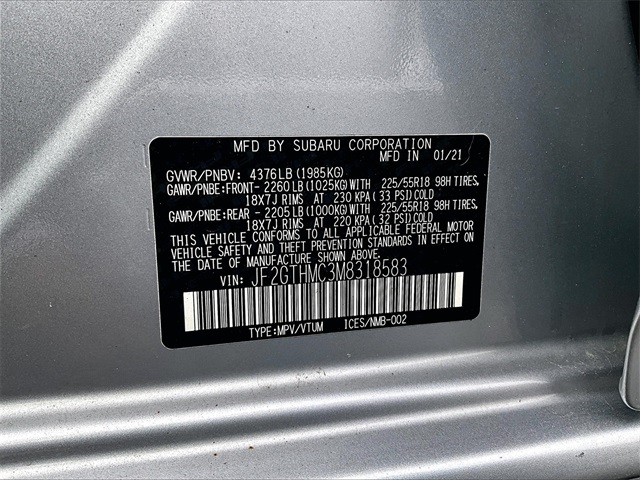 MFD BY SUBARU CORPORATION
MFD IN 01/21
GVWR/PNBV: 4376LB(1985KG)
GAWR/PNBE:FRONT- 2260LB(1025KG)WITH 225/55R18 98H TIRES,
18X7J RIMS AT 230 KPA(33 PSI)COLD
GAWR/PNBE:REAR - 2205LB(1000KG)WITH 225/55R18 98H TIRES,
18X7J RIMS AT 220 KPA(32 PSI)COLD
THIS VEHICLE CONFORMS TO ALL APPLICABLE FEDERAL MOTOR
VEHICLE SAFETY AND THEFT PREVENTION STANDARDS IN EFFECT
ON THE DATE OF MANUFACTURE SHOWN ABOVE.
VIN: JF2GTHMC3M8318583
TYPE:MPV/VTUM ICES/NMB-002